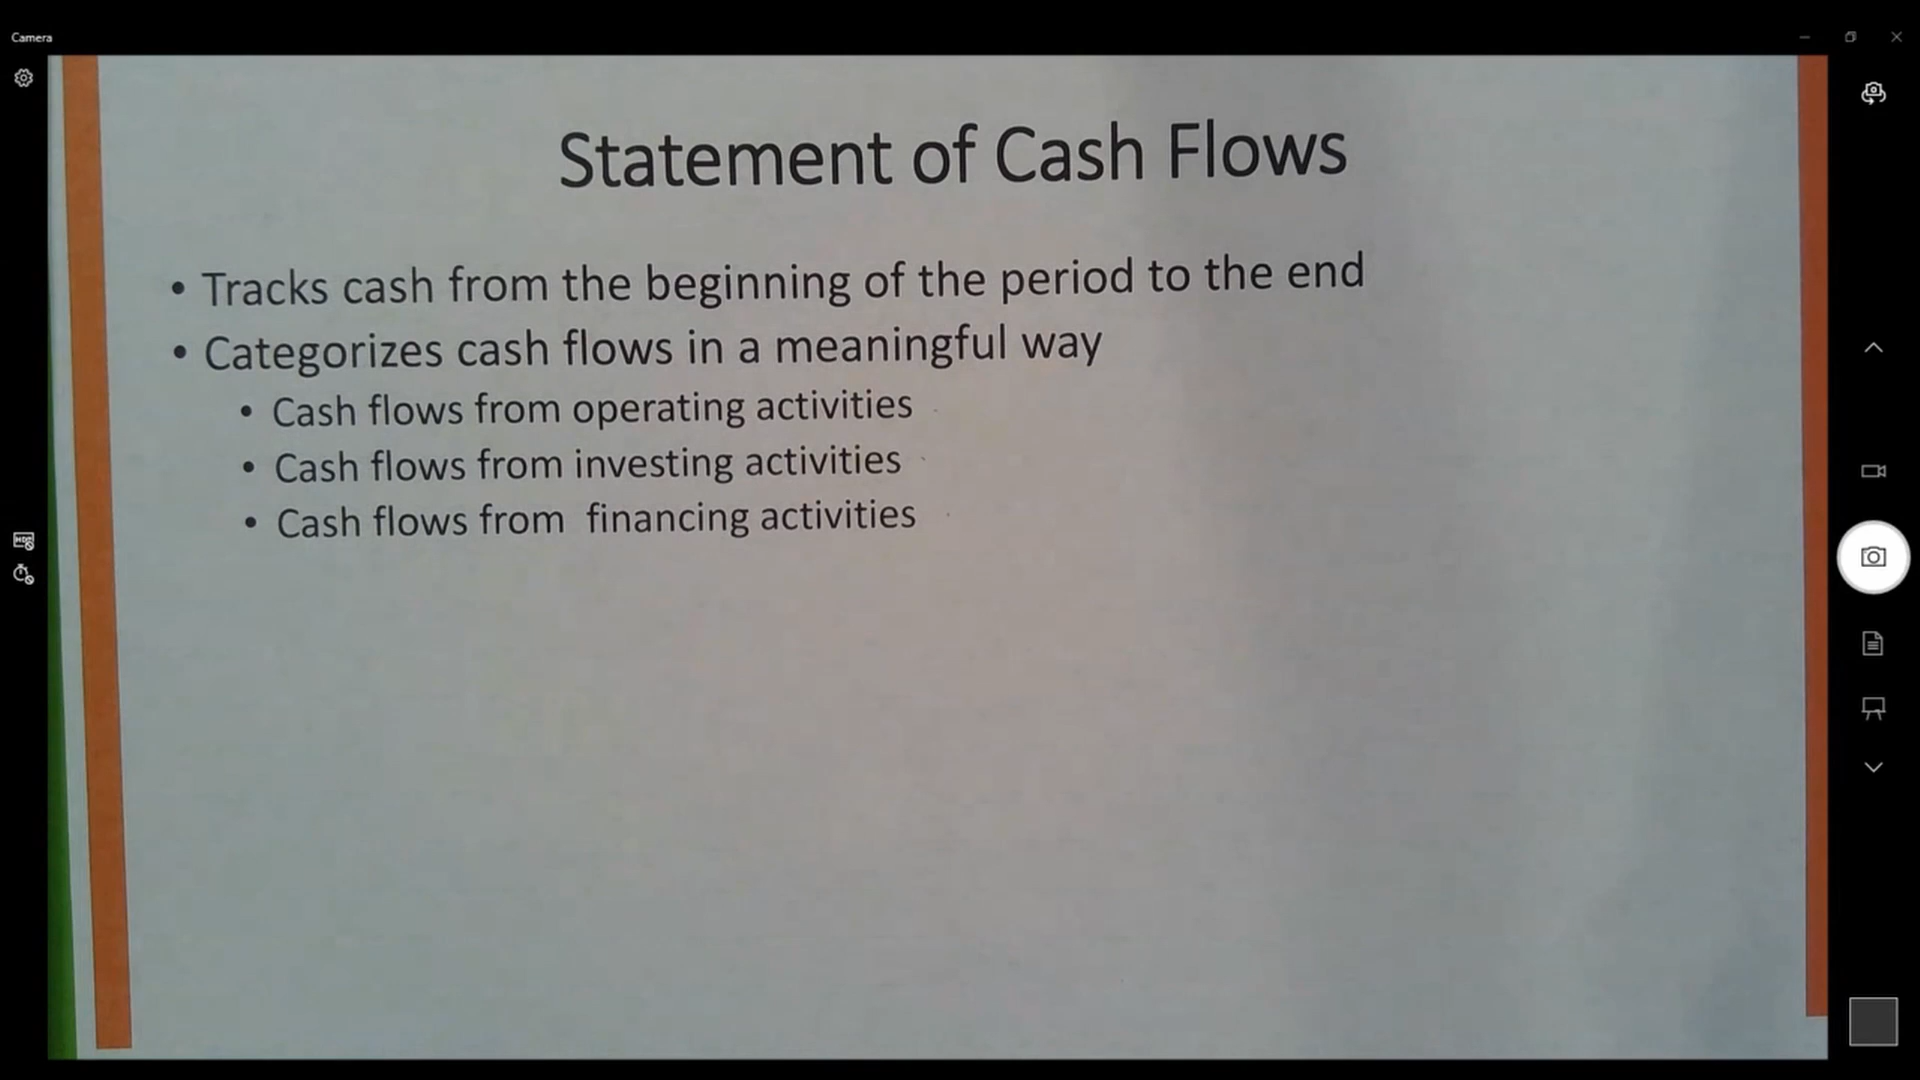 Camera
Statement of Cash Flows
• Tracks cash from the beginning of the period to the end
• Categorizes cash flows in a meaningful way
• Cash flows from operating activities
• Cash flows from investing activities
• Cash flows from financing activities